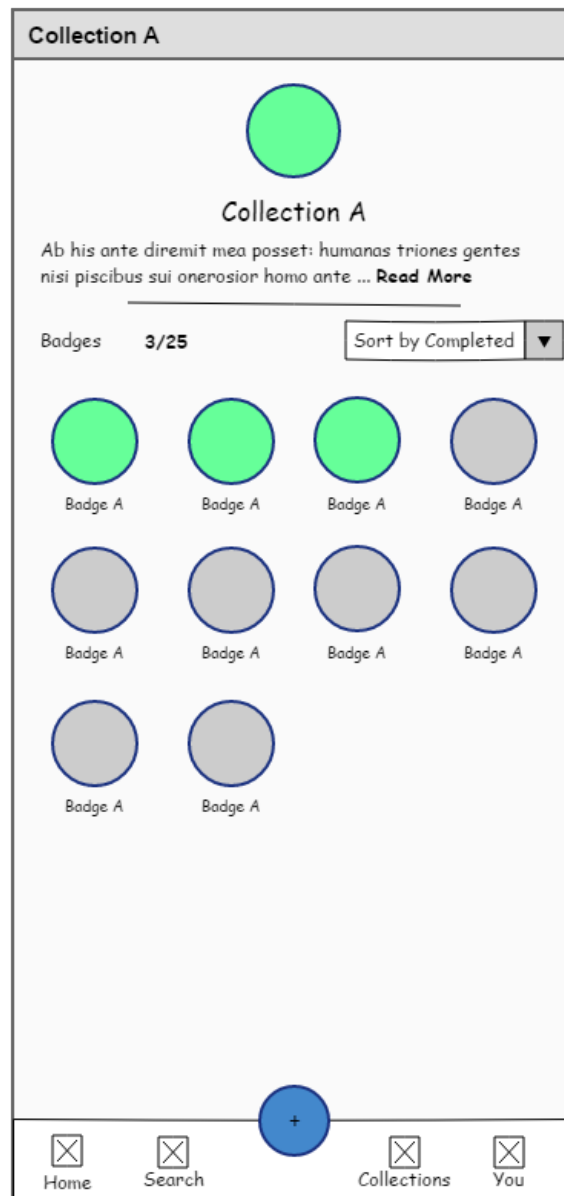 Collection A
Collection A
Ab his ante diremit mea posset: humanas triones gentes
nisi piscibus sui onerosior homo ante ... Read More
Badges 3/25 Sort by Completed ▼
Badge A Badge A Badge A Badge A
Badge A Badge A Badge A Badge A
Badge A Badge A
+
Home Search Collections You